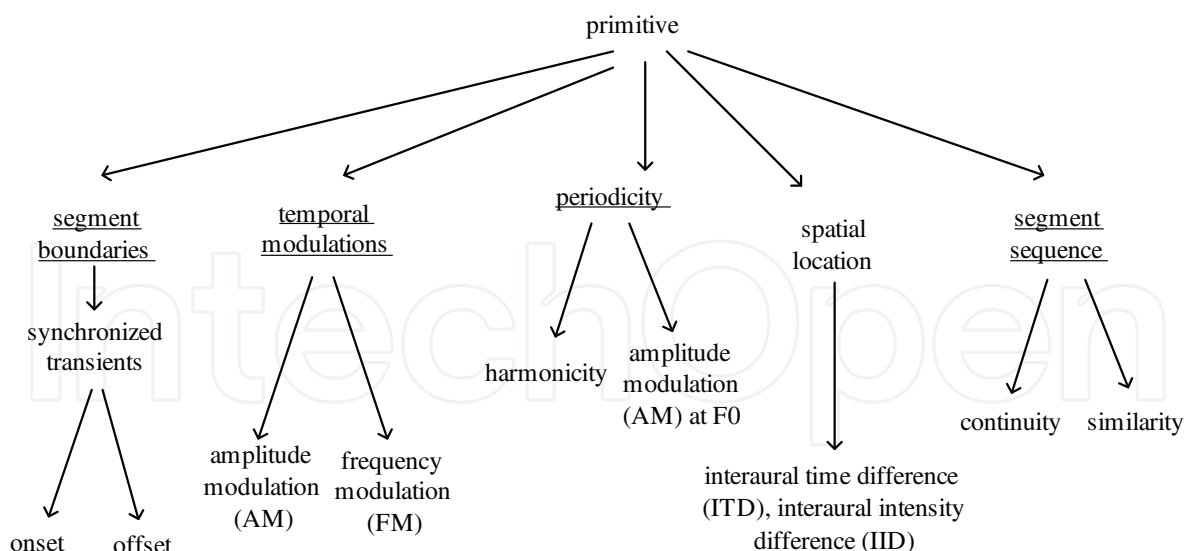 primitive
segment
boundaries
temporal
modulations
periodicity
spatial
location
segment
sequence
synchronized
transients
harmonicity
amplitude
modulation
(AM) at F0
continuity
similarity
amplitude
modulation
(AM)
frequency
modulation
(FM)
interaural time difference
(ITD), interaural intensity
difference (IID)
onset
offset
IntechOpen